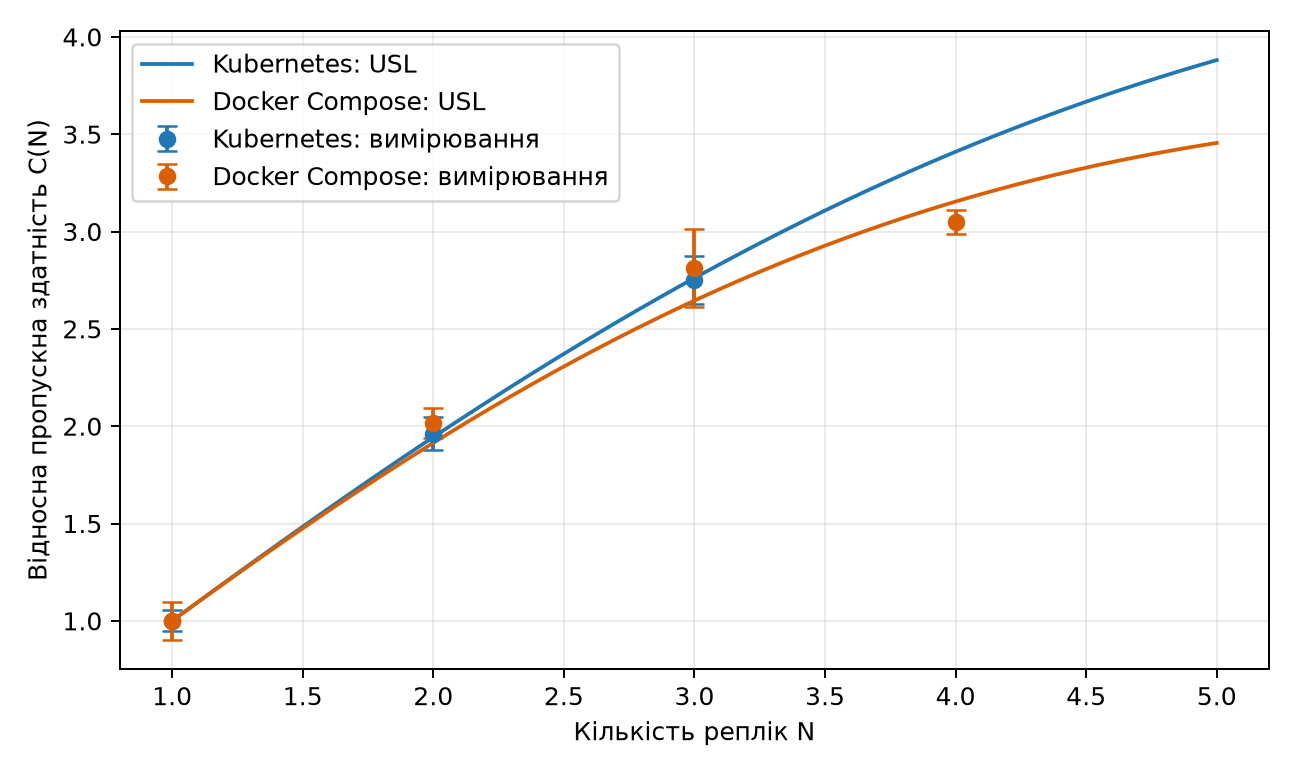 4.0
3.5
3.0
2.5
2.0
1.5
1.0
Відносна пропускна здатність C(N)
Kubernetes: USL
Docker Compose: USL
Kubernetes: вимірювання
Docker Compose: вимірювання
1.0 1.5 2.0 2.5 3.0 3.5 4.0 4.5 5.0
Кількість реплік N